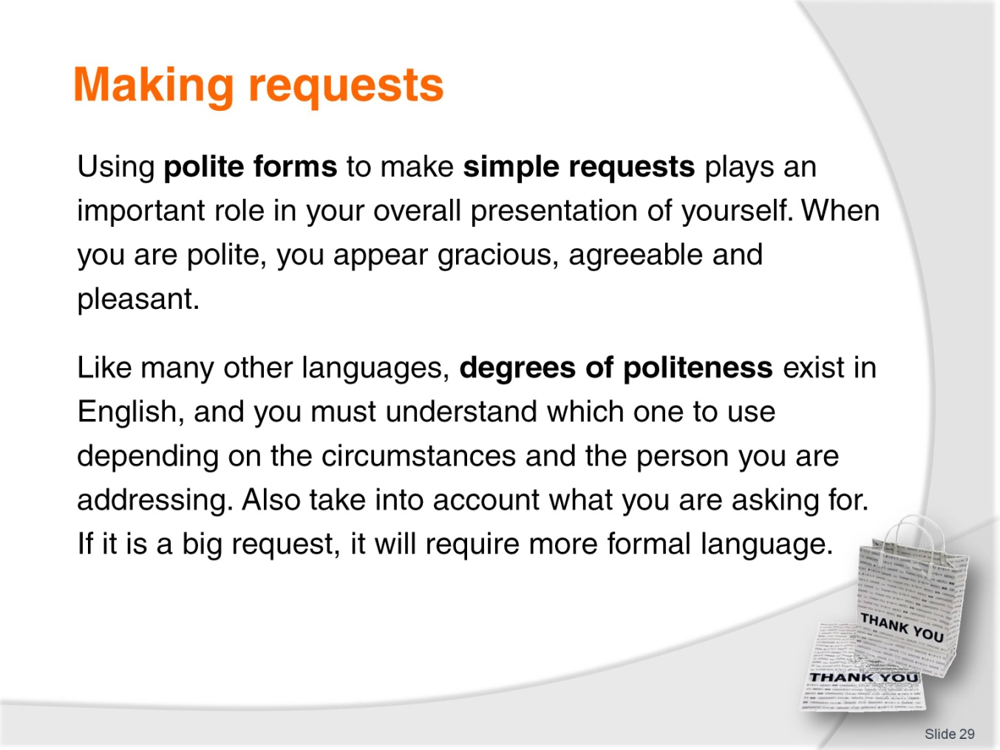 Making requests
Using polite forms to make simple requests plays an
important role in your overall presentation of yourself. When
you are polite, you appear gracious, agreeable and
pleasant.
Like many other languages, degrees of politeness exist in
English, and you must understand which one to use
depending on the circumstances and the person you are
addressing. Also take into account what you are asking for.
If it is a big request, it will require more formal language.
THANK YOU
THANK YOU
Slide 29